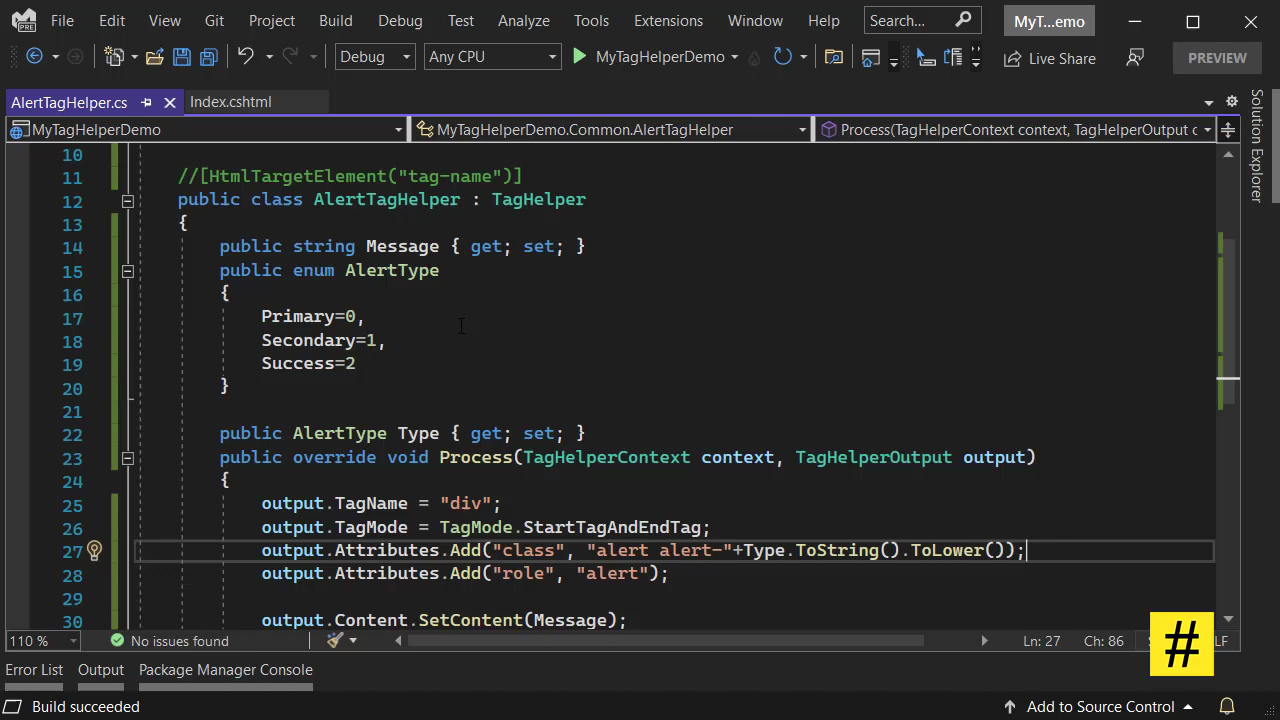 File Edit View Git Project Build Debug Test Analyze Tools Extensions Window Help Search... MyT...emo
PRE
Debug Any CPU MyTagHelperDemo Live Share PREVIEW
AlertTagHelper.cs Index.cshtml
MyTagHelperDemo MyTagHelperDemo.Common.AlertTagHelper Process(TagHelperContext context, TagHelperOutput o
Solution Explorer
10
11 //[HtmlTargetElement("tag-name")]
12 public class AlertTagHelper : TagHelper
13 {
14 public string Message { get; set; }
15 public enum AlertType
16 {
17 Primary=0,
18 Secondary=1,
19 Success=2
20 }
21
22 public AlertType Type { get; set; }
23 public override void Process(TagHelperContext context, TagHelperOutput output)
24 {
25 output.TagName = "div";
26 output.TagMode = TagMode.StartTagAndEndTag;
27 output.Attributes.Add("class", "alert alert-"+Type.ToString().ToLower());
28 output.Attributes.Add("role", "alert");
29
30 output.Content.SetContent(Message);
110 % No issues found Ln: 27 Ch: 86 LF
#
Error List Output Package Manager Console
Build succeeded Add to Source Control